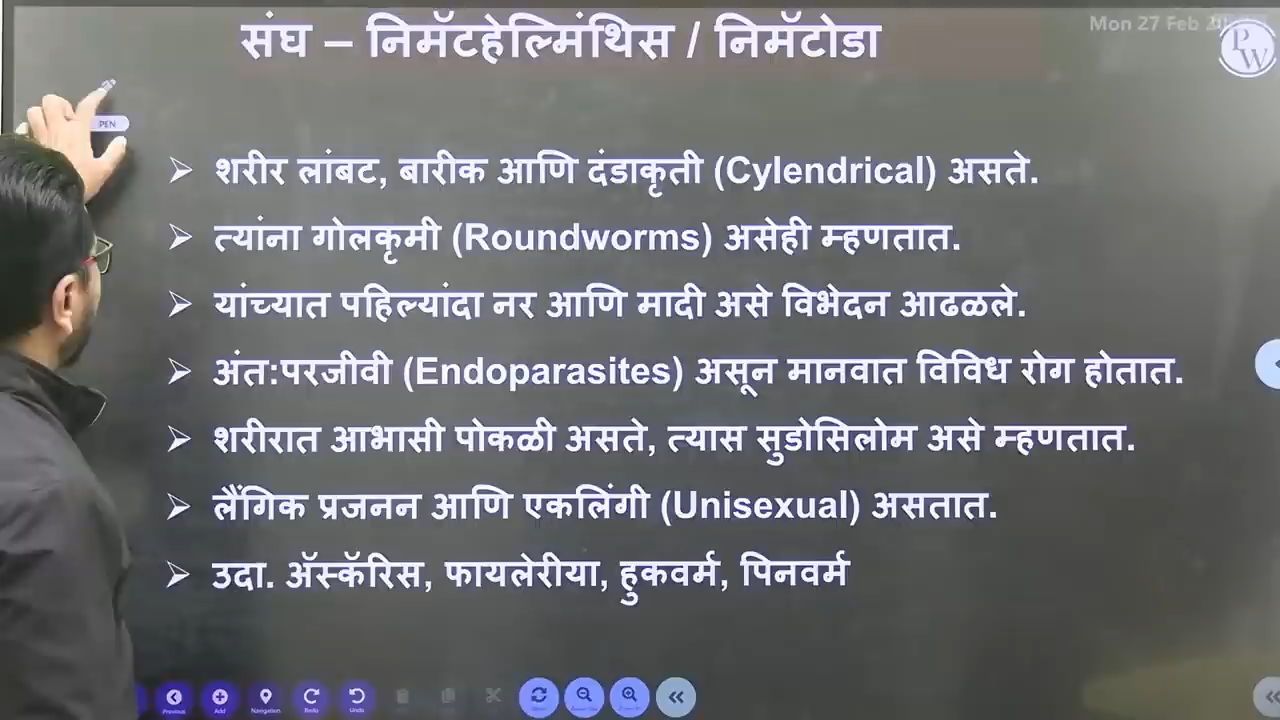 Mon 27 Feb
संघ – निमॅटहेल्मिंथिस / निमॅटोडा
PW
PEN
➢ शरीर लांबट, बारीक आणि दंडाकृती (Cylendrical) असते.
➢ त्यांना गोलकृमी (Roundworms) असेही म्हणतात.
➢ यांच्यात पहिल्यांदा नर आणि मादी असे विभेदन आढळले.
➢ अंत:परजीवी (Endoparasites) असून मानवात विविध रोग होतात.
➢ शरीरात आभासी पोकळी असते, त्यास सुडोसिलोम असे म्हणतात.
➢ लैंगिक प्रजनन आणि एकलिंगी (Unisexual) असतात.
➢ उदा. ॲस्कॅरिस, फायलेरीया, हुकवर्म, पिनवर्म
Previous Add Navigation Redo Undo